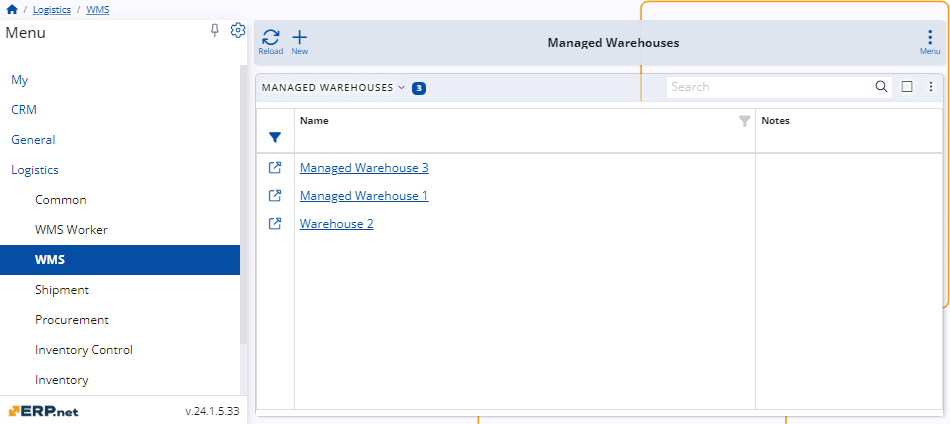 / Logistics / WMS
Menu
My
CRM
General
Logistics
Common
WMS Worker
WMS
Shipment
Procurement
Inventory Control
Inventory
ERP.net
v.24.1.5.33
Reload
New
Managed Warehouses
Menu
MANAGED WAREHOUSES 3
Search
Name
Notes
Managed Warehouse 3
Managed Warehouse 1
Warehouse 2